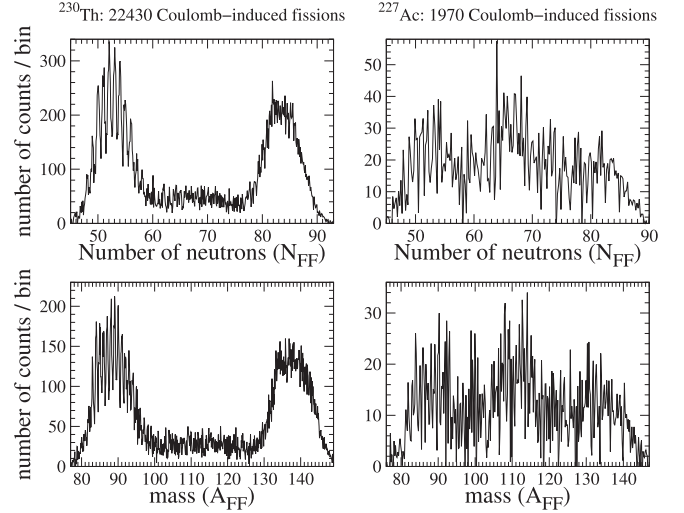 230Th: 22430 Coulomb−induced fissions
227Ac: 1970 Coulomb−induced fissions
number of counts / bin
300
200
100
0
50 60 70 80 90
Number of neutrons (NFF)
50
40
30
20
10
0
50 60 70 80 90
Number of neutrons (NFF)
number of counts / bin
200
150
100
50
0
80 90 100 110 120 130 140
mass (AFF)
30
20
10
0
80 90 100 110 120 130 140
mass (AFF)